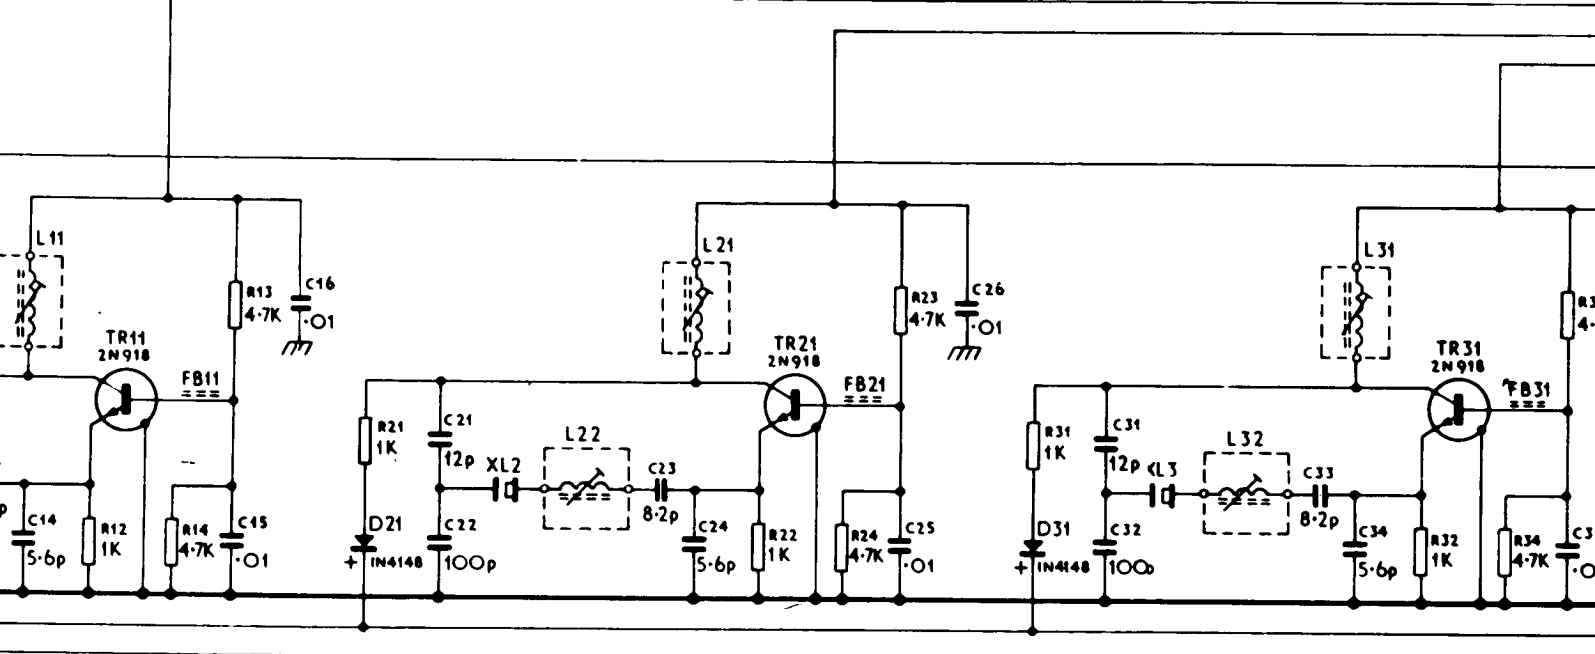 L11
C16
R13
4·7K
·01
TR11
2N918
FB11
C14
5·6p
R12
1K
R14
4·7K
C15
·01
L21
C26
R23
4·7K
·01
TR21
2N918
FB21
R21
1K
C21
12p
XL2
L22
C23
8·2p
D21
+ IN4148
C22
100p
C24
5·6p
R22
1K
R24
4·7K
C25
·01
L31
TR31
2N918
FB31
R31
1K
C31
12p
L32
C33
8·2p
D31
+ IN4148
C32
100p
C34
5·6p
R32
1K
R34
4·7K